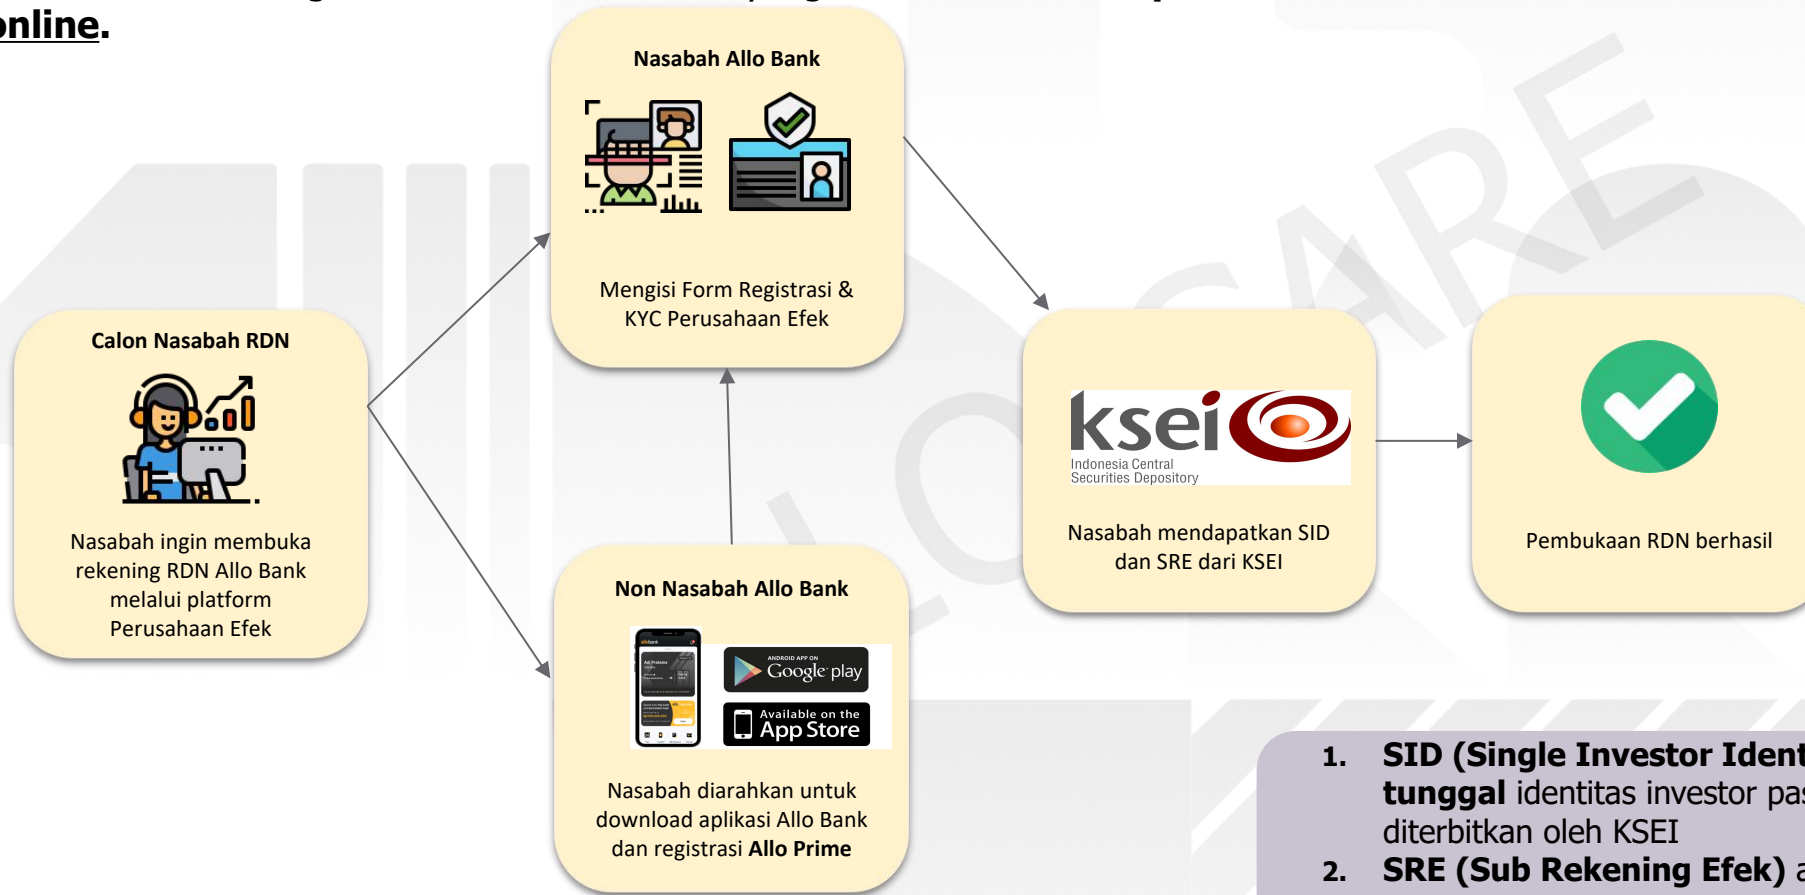 online.
Nasabah Allo Bank
Mengisi Form Registrasi &
KYC Perusahaan Efek
Calon Nasabah RDN
Nasabah ingin membuka
rekening RDN Allo Bank
melalui platform
Perusahaan Efek
Non Nasabah Allo Bank
allobank
ANDROID APP ON
Google play
Available on the
App Store
Nasabah diarahkan untuk
download aplikasi Allo Bank
dan registrasi Allo Prime
ksei
Indonesia Central
Securities Depository
Nasabah mendapatkan SID
dan SRE dari KSEI
Pembukaan RDN berhasil
1. SID (Single Investor Ident
tunggal identitas investor pas
diterbitkan oleh KSEI
2. SRE (Sub Rekening Efek) a